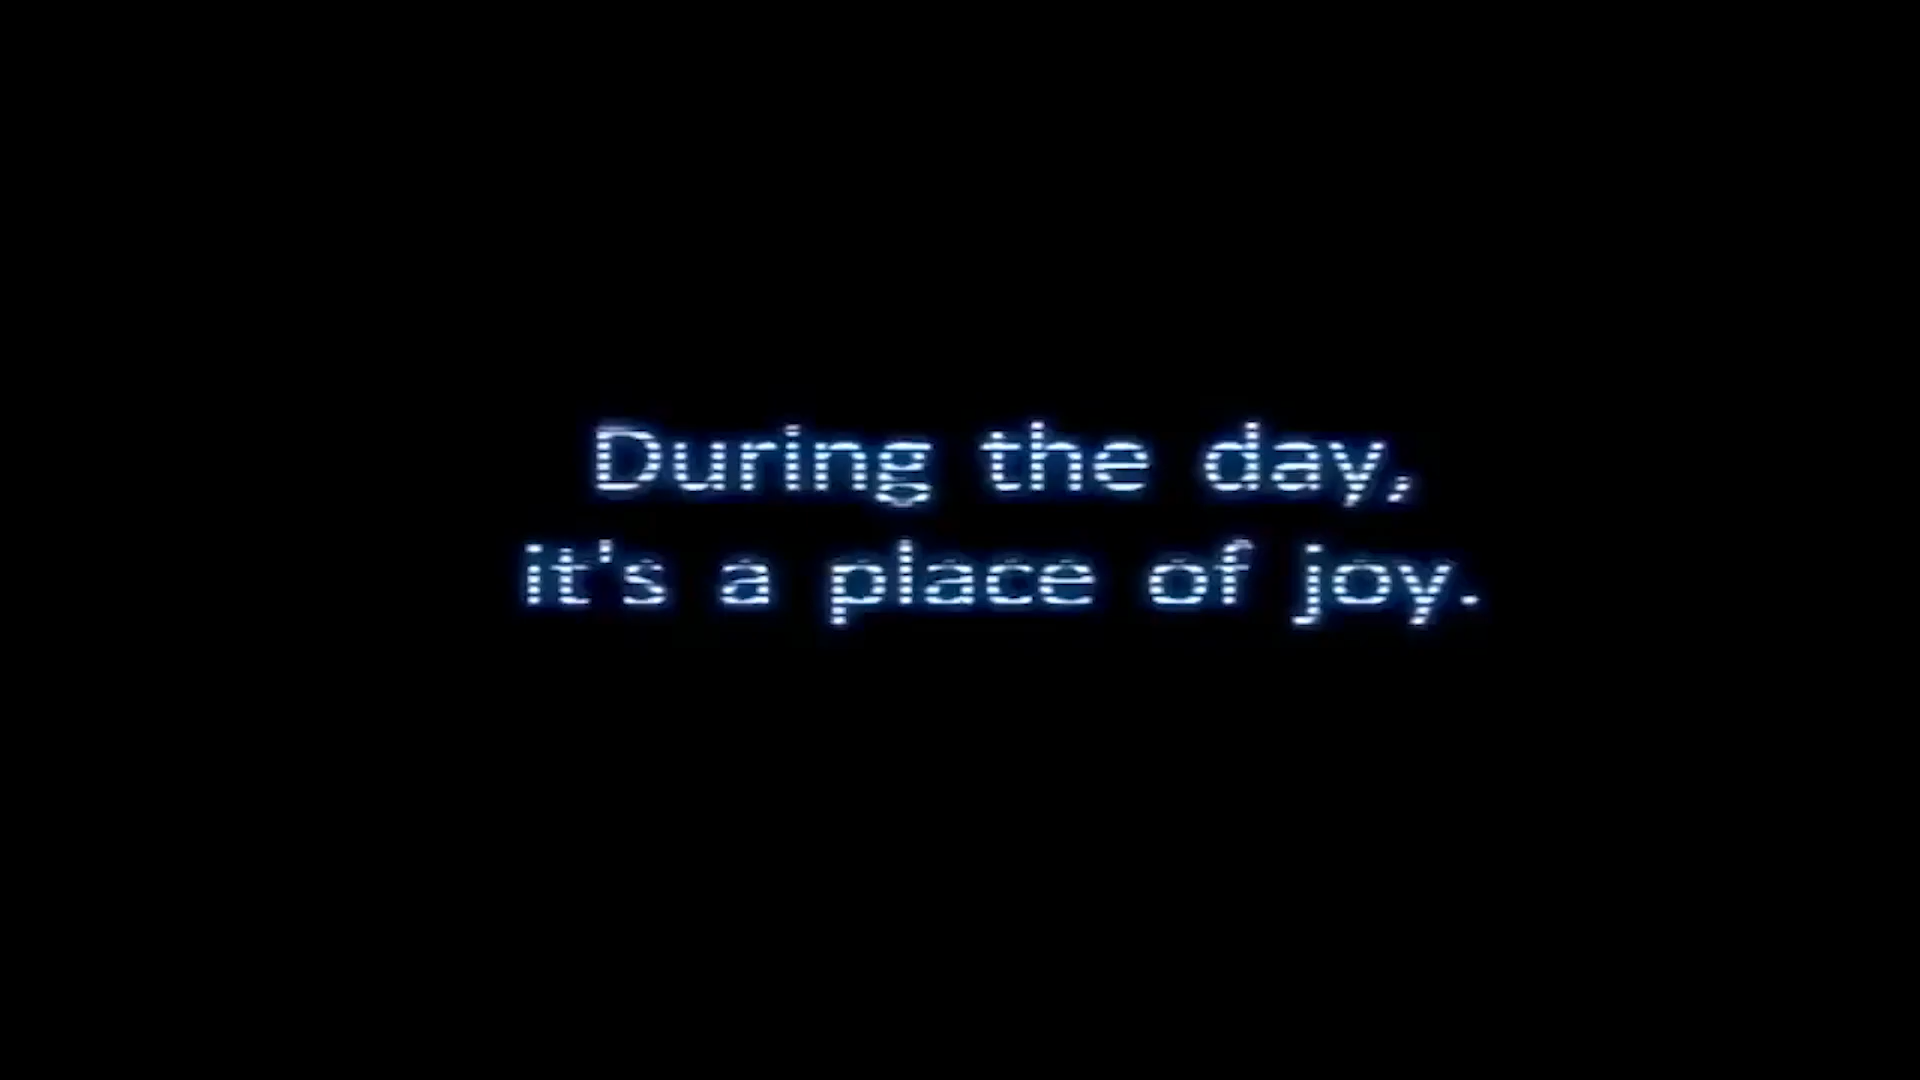 During the day,
it's a place of joy.